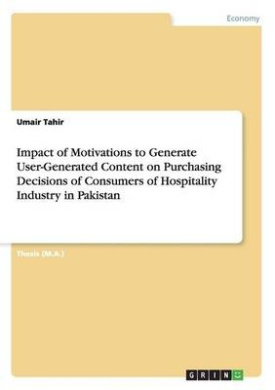 Economy
Umair Tahir
Impact of Motivations to Generate
User-Generated Content on Purchasing
Decisions of Consumers of Hospitality
Industry in Pakistan
Thesis (M.A.)
GRIN